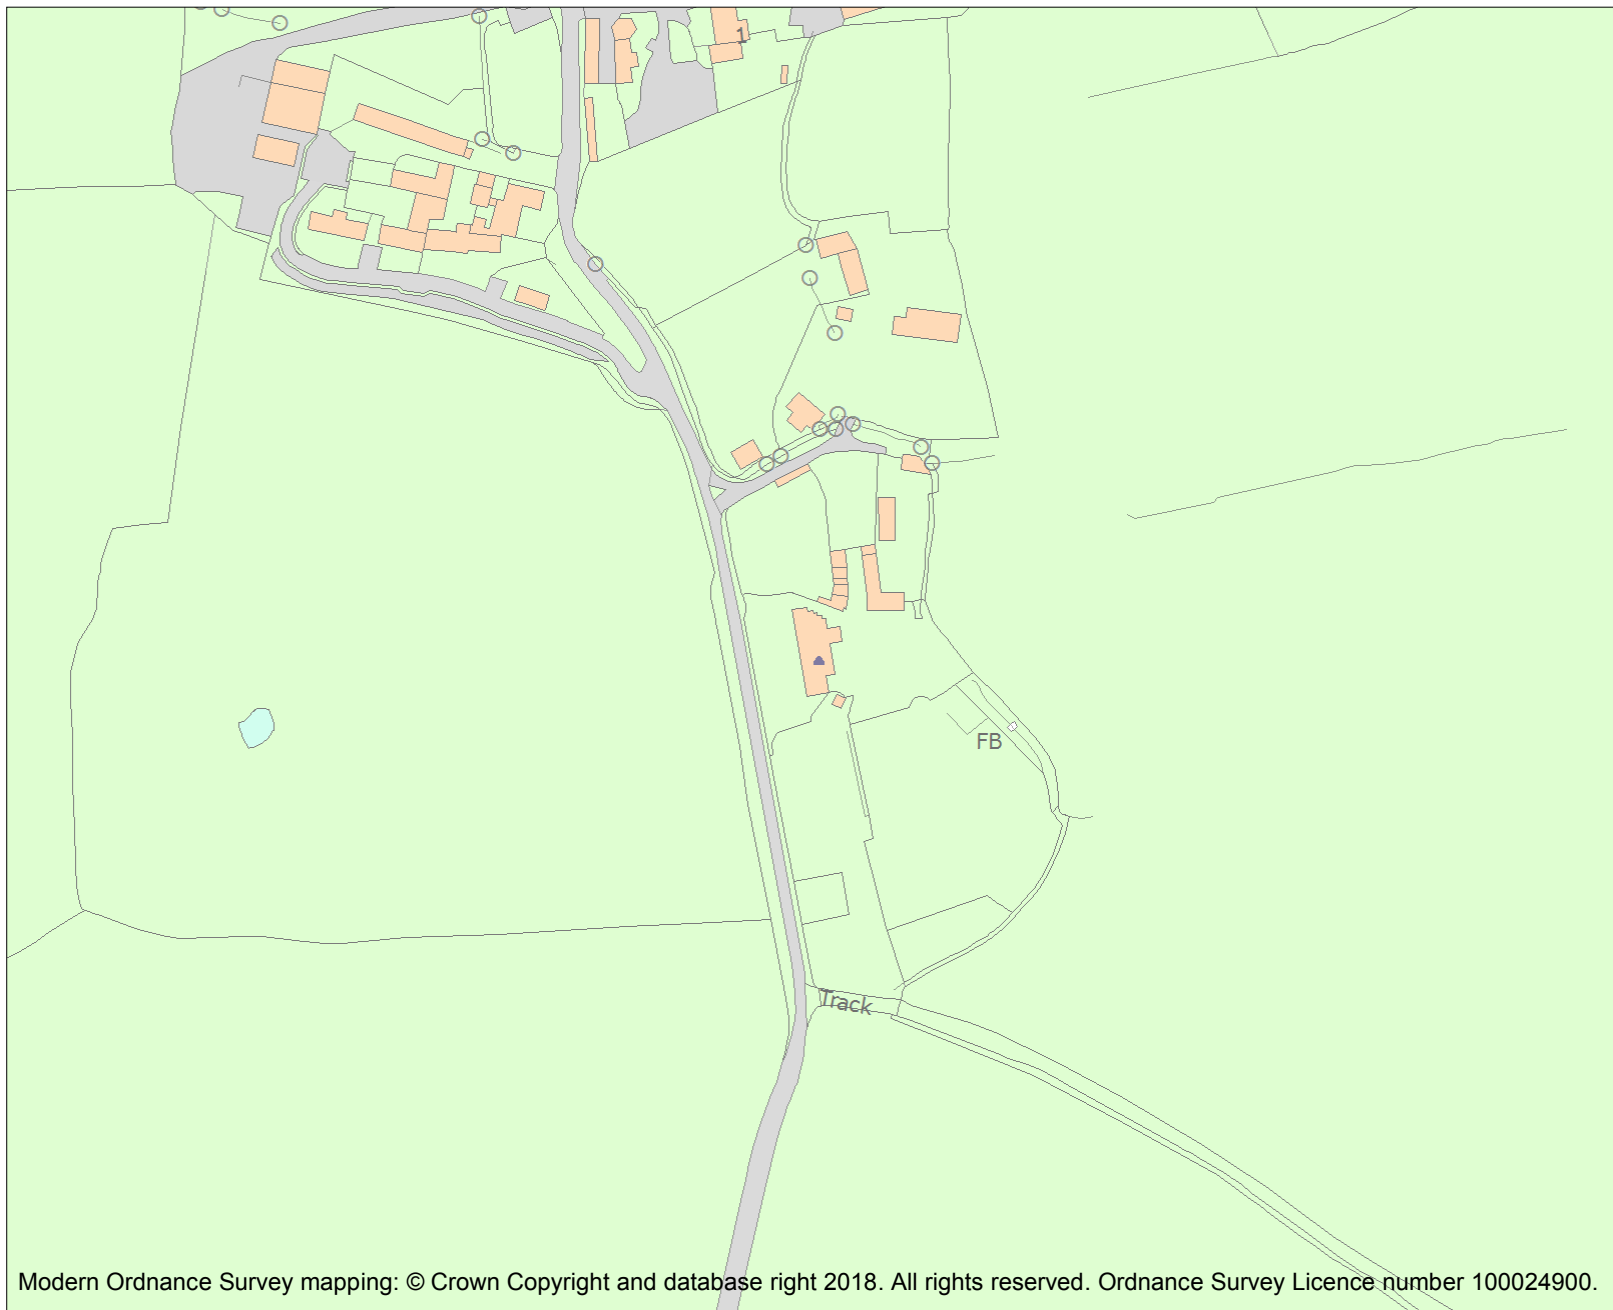 1
FB
Track
Modern Ordnance Survey mapping: © Crown Copyright and database right 2018. All rights reserved. Ordnance Survey Licence number 100024900.